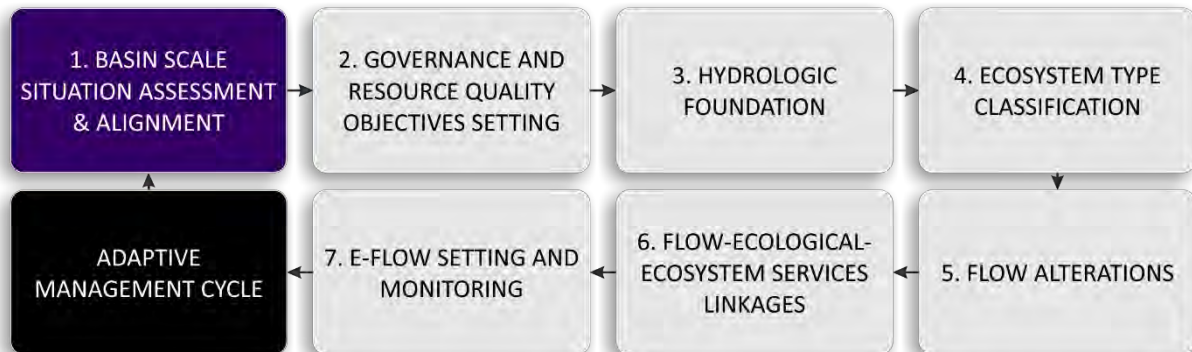 1. BASIN SCALE
SITUATION ASSESSMENT
& ALIGNMENT
2. GOVERNANCE AND
RESOURCE QUALITY
OBJECTIVES SETTING
3. HYDROLOGIC
FOUNDATION
4. ECOSYSTEM TYPE
CLASSIFICATION
ADAPTIVE
MANAGEMENT CYCLE
7. E-FLOW SETTING AND
MONITORING
6. FLOW-ECOLOGICAL-
ECOSYSTEM SERVICES
LINKAGES
5. FLOW ALTERATIONS